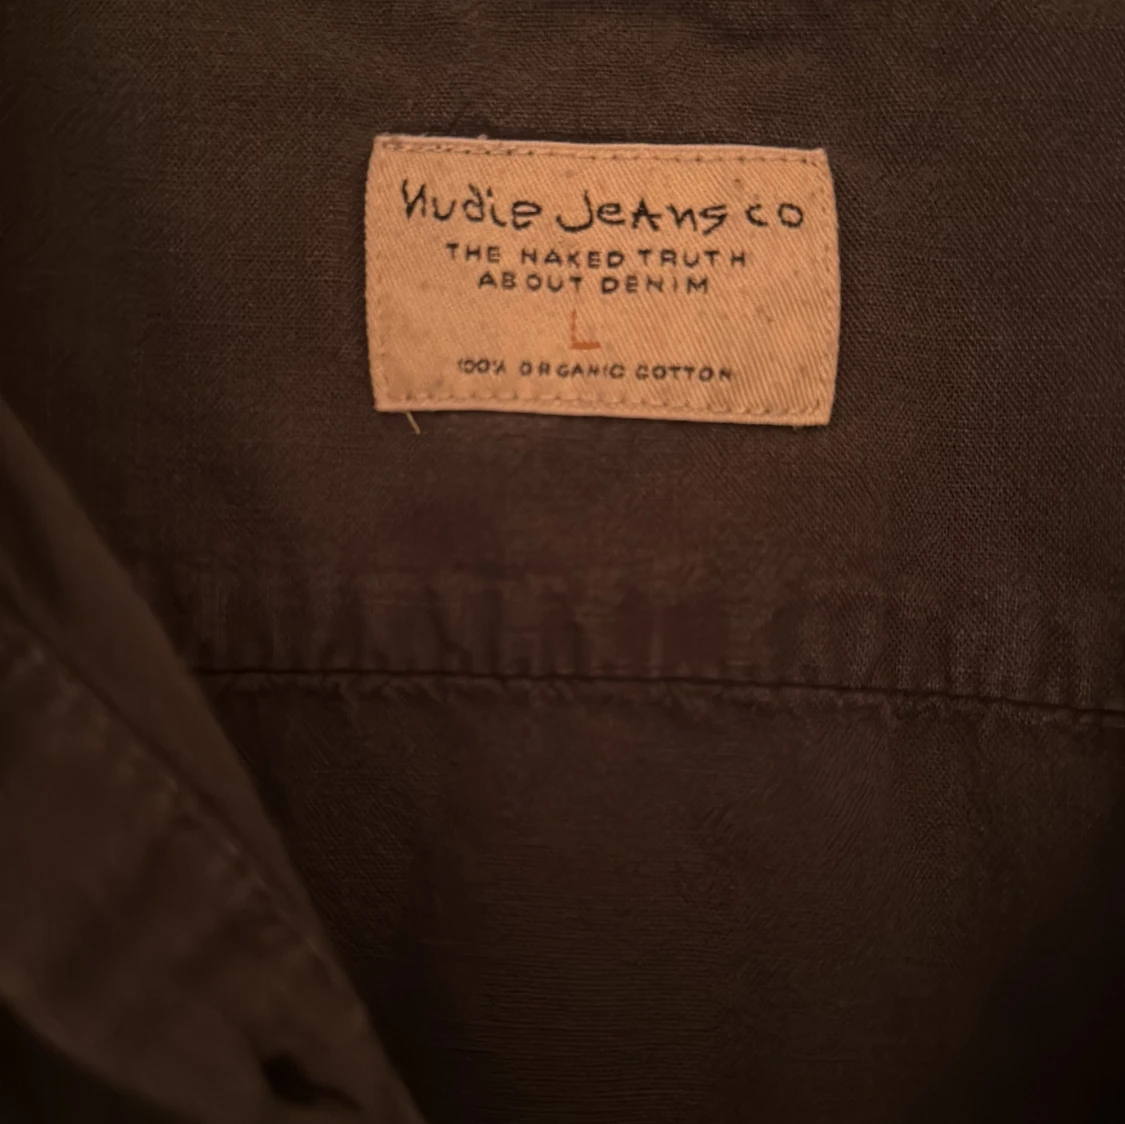 Nudie Jeans co
THE NAKED TRUTH
ABOUT DENIM
L
100% ORGANIC COTTON